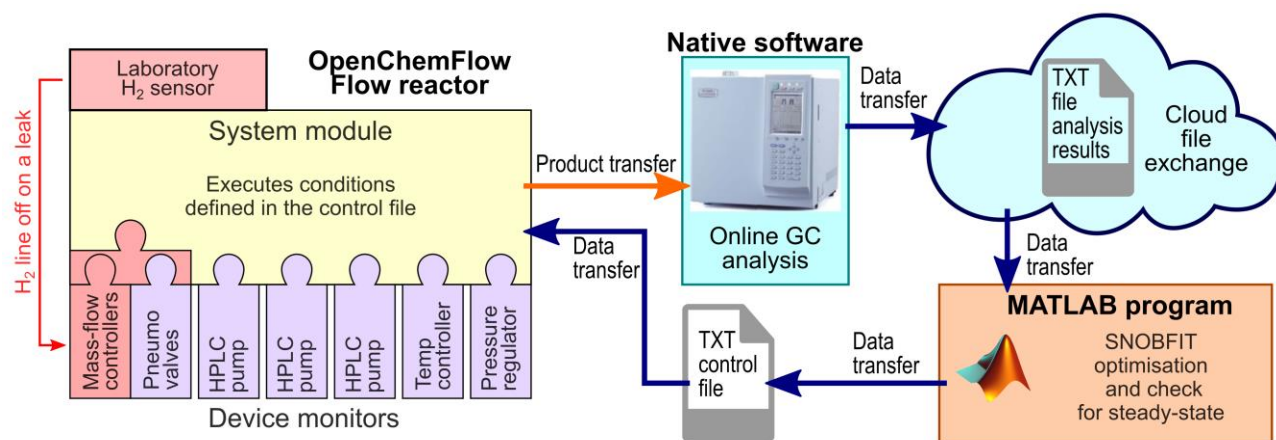 Laboratory
H₂ sensor
OpenChemFlow
Flow reactor
H₂ line off on a leak
System module
Executes conditions
defined in the control file
Mass-flow
controllers
Pneumo
valves
HPLC
pump
HPLC
pump
HPLC
pump
Temp
controller
Pressure
regulator
Device monitors
Product transfer
Data
transfer
Native software
Online GC
analysis
Data
transfer
TXT
file
analysis
results
Cloud
file
exchange
Data
transfer
MATLAB program
SNOBFIT
optimisation
and check
for steady-state
Data
transfer
TXT
control
file